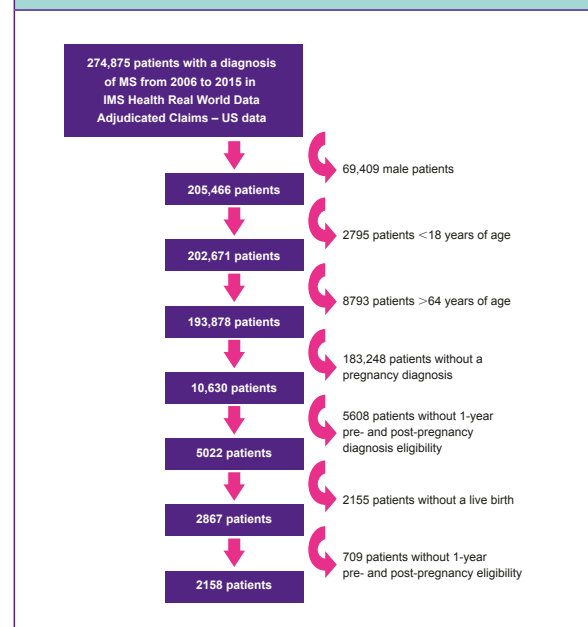 274,875 patients with a diagnosis
of MS from 2006 to 2015 in
IMS Health Real World Data
Adjudicated Claims – US data
69,409 male patients
205,466 patients
2795 patients <18 years of age
202,671 patients
8793 patients >64 years of age
193,878 patients
183,248 patients without a
pregnancy diagnosis
10,630 patients
5608 patients without 1-year
pre- and post-pregnancy
diagnosis eligibility
5022 patients
2155 patients without a live birth
2867 patients
709 patients without 1-year
pre- and post-pregnancy eligibility
2158 patients